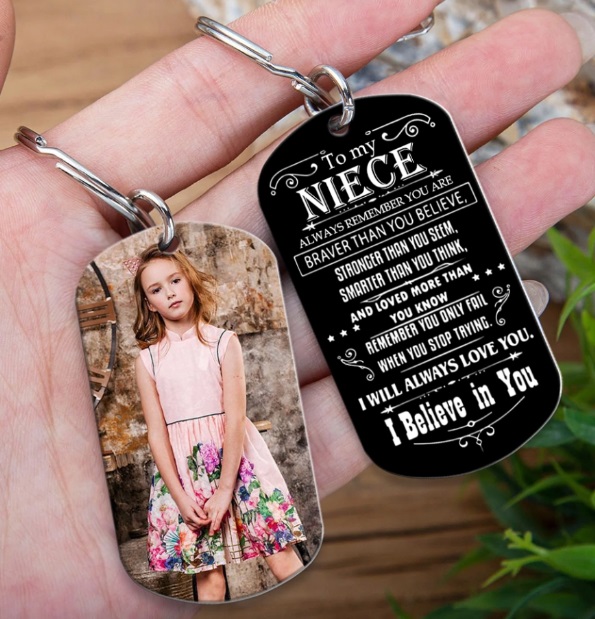 To my
NIECE
ALWAYS REMEMBER YOU ARE
BRAVER THAN YOU BELIEVE,
STRONGER THAN YOU SEEM,
SMARTER THAN YOU THINK,
AND LOVED MORE THAN
YOU KNOW
REMEMBER YOU ONLY FAIL
WHEN YOU STOP TRYING.
I WILL ALWAYS LOVE YOU.
I Believe in You